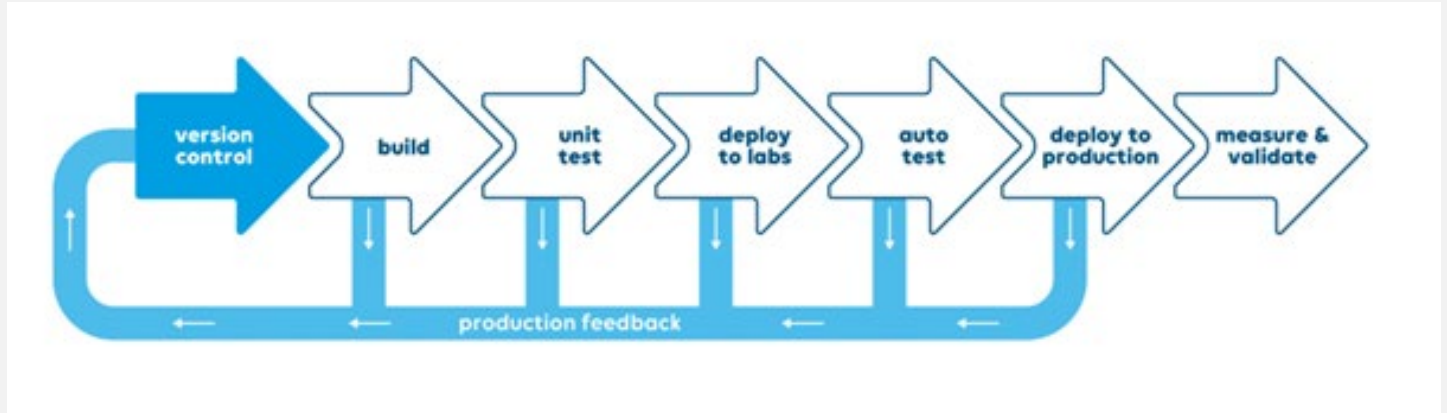 version
control
build
unit
test
deploy
to labs
auto
test
deploy to
production
measure &
validate
production feedback